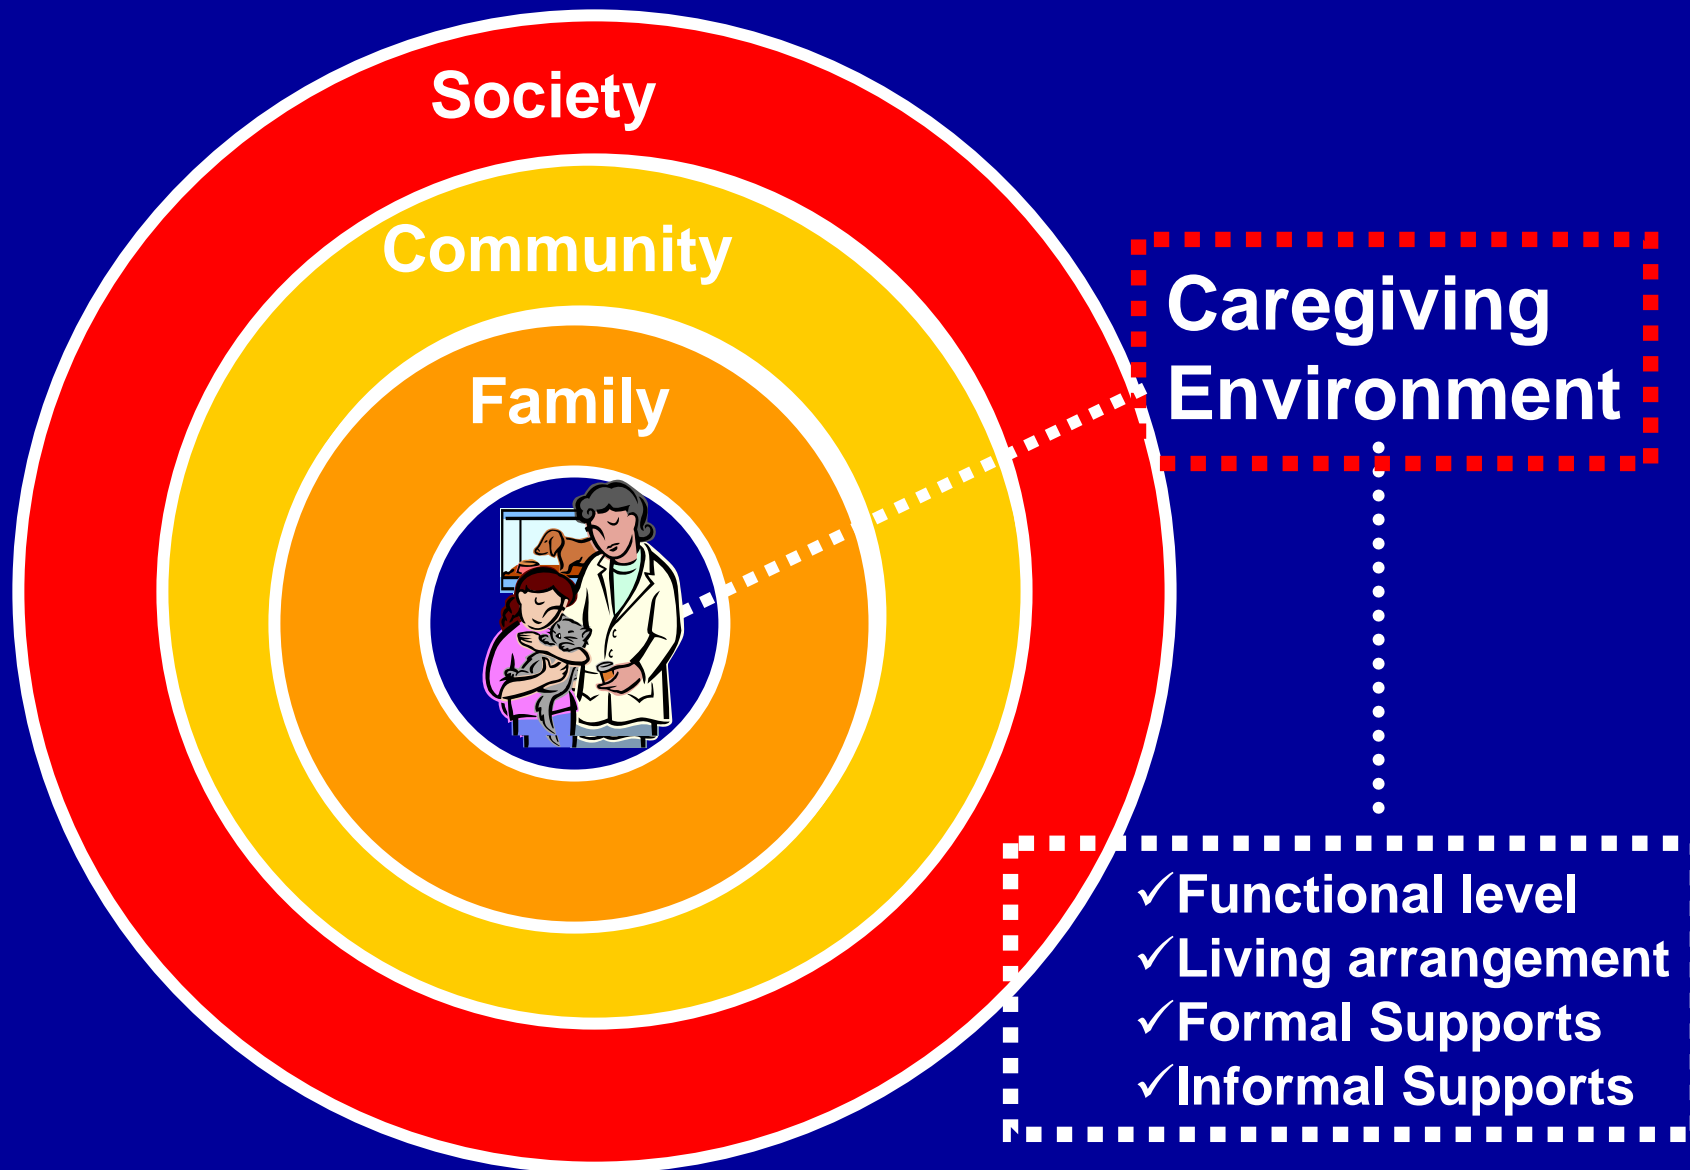 Society
Community
Family
Caregiving
Environment
✓Functional level
✓Living arrangement
✓Formal Supports
✓Informal Supports